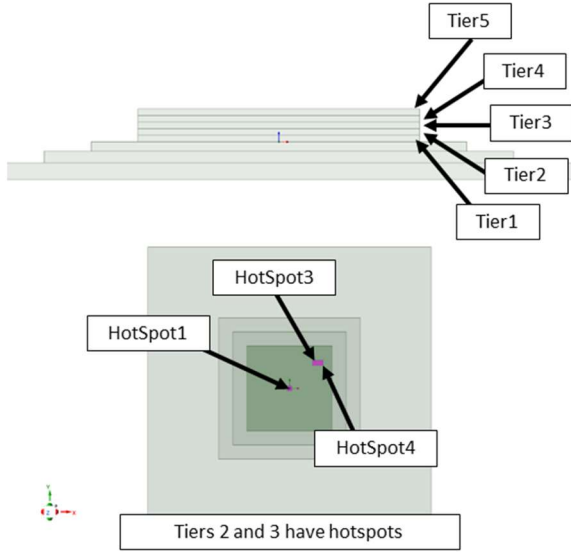 Tier5
Tier4
Tier3
Tier2
Tier1
HotSpot3
HotSpot1
HotSpot4
Y
Z
X
Tiers 2 and 3 have hotspots